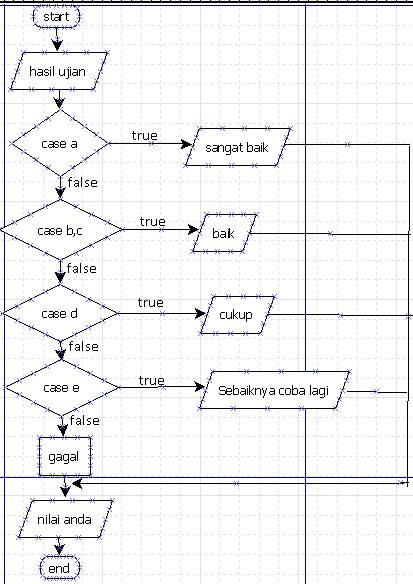 start
hasil ujian
case a
true
sangat baik
false
case b,c
true
baik
false
case d
true
cukup
false
case e
true
Sebaiknya coba lagi
false
gagal
nilai anda
end